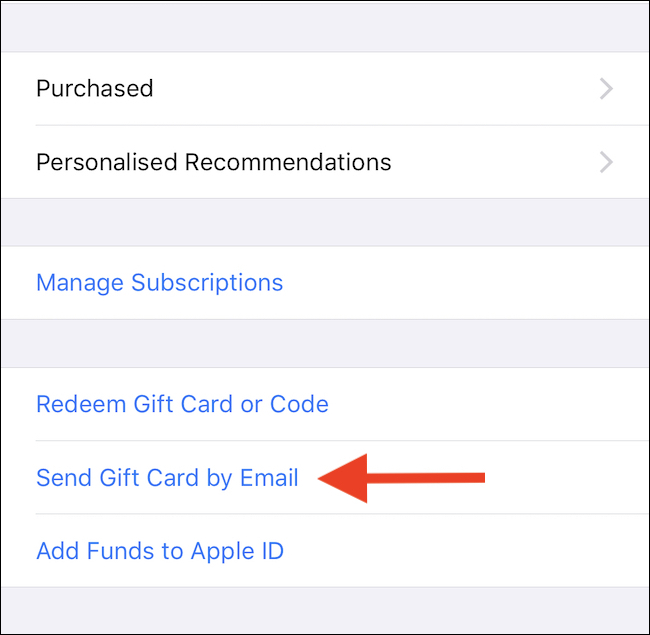 Purchased
Personalised Recommendations
Manage Subscriptions
Redeem Gift Card or Code
Send Gift Card by Email
Add Funds to Apple ID